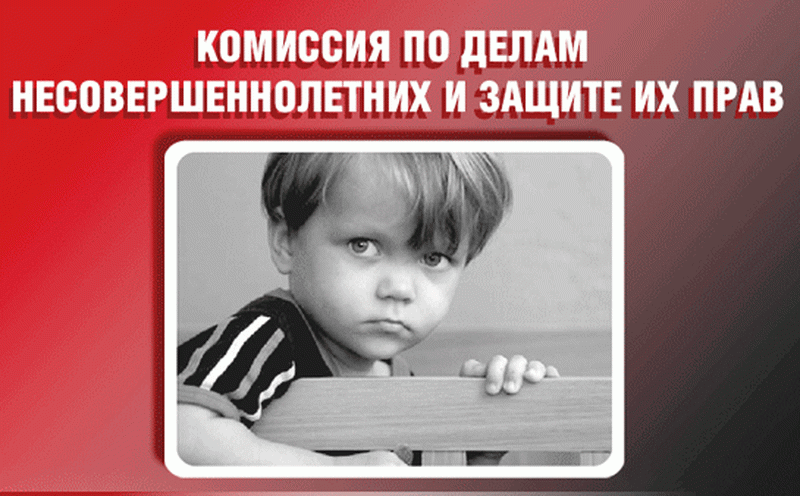 КОМИССИЯ ПО ДЕЛАМ
НЕСОВЕРШЕННОЛЕТНИХ И ЗАЩИТЕ ИХ ПРАВ